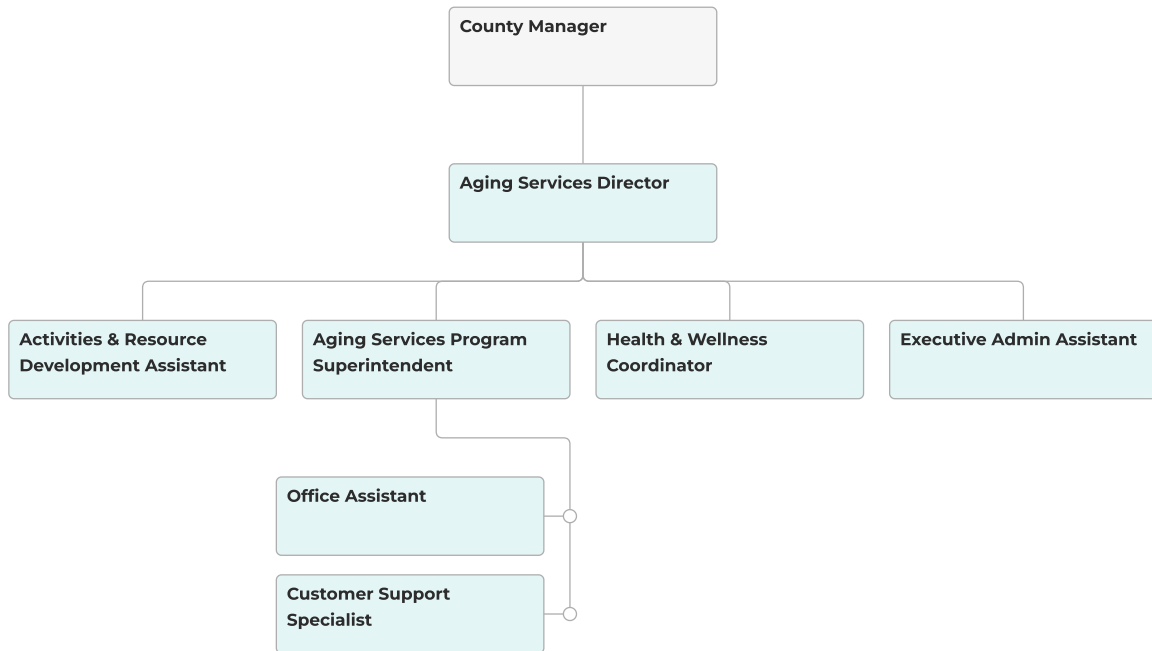 County Manager
Aging Services Director
Activities & Resource
Development Assistant
Aging Services Program
Superintendent
Health & Wellness
Coordinator
Executive Admin Assistant
Office Assistant
Customer Support
Specialist